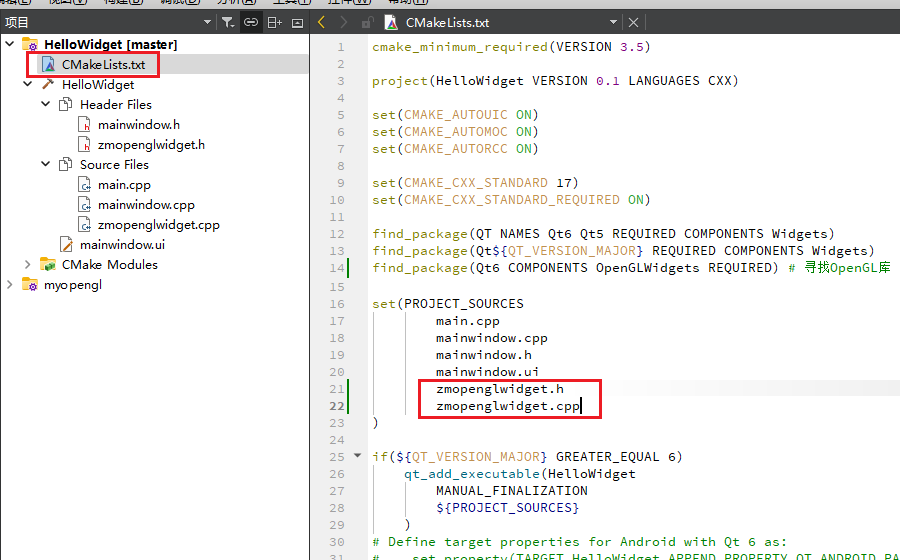 项目
HelloWidget [master]
CMakeLists.txt
HelloWidget
Header Files
mainwindow.h
zmopenglwidget.h
Source Files
main.cpp
mainwindow.cpp
zmopenglwidget.cpp
mainwindow.ui
CMake Modules
myopengl
CMakeLists.txt
1 cmake_minimum_required(VERSION 3.5)
2
3 project(HelloWidget VERSION 0.1 LANGUAGES CXX)
4
5 set(CMAKE_AUTOUIC ON)
6 set(CMAKE_AUTOMOC ON)
7 set(CMAKE_AUTORCC ON)
8
9 set(CMAKE_CXX_STANDARD 17)
10 set(CMAKE_CXX_STANDARD_REQUIRED ON)
11
12 find_package(QT NAMES Qt6 Qt5 REQUIRED COMPONENTS Widgets)
13 find_package(Qt${QT_VERSION_MAJOR} REQUIRED COMPONENTS Widgets)
14 find_package(Qt6 COMPONENTS OpenGLWidgets REQUIRED) # 寻找OpenGL库
15
16 set(PROJECT_SOURCES
17 main.cpp
18 mainwindow.cpp
19 mainwindow.h
20 mainwindow.ui
21 zmopenglwidget.h
22 zmopenglwidget.cpp
23 )
24
25 if(${QT_VERSION_MAJOR} GREATER_EQUAL 6)
26 qt_add_executable(HelloWidget
27 MANUAL_FINALIZATION
28 ${PROJECT_SOURCES}
29 )
30 # Define target properties for Android with Qt 6 as:
31 # set_property(TARGET HelloWidget APPEND PROPERTY QT_ANDROID_PA